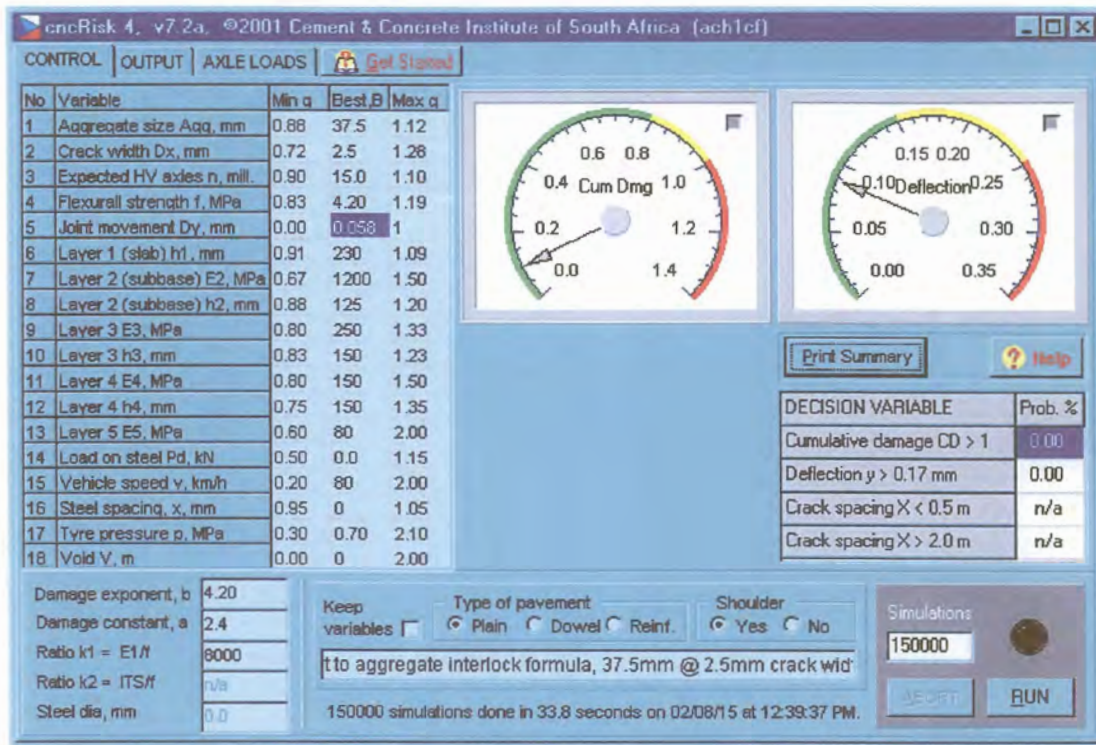 cncRisk 4, v7.2a, ©2001 Cement & Concrete Institute of South Africa (ach1cf)
CONTROL OUTPUT AXLE LOADS Get Started
No Variable Min q Best,B Max q
1 Aggregate size Agg, mm 0.88 37.5 1.12
2 Crack width Dx, mm 0.72 2.5 1.28
3 Expected HV axles n, mill. 0.90 15.0 1.10
4 Flexurall strength f, MPa 0.83 4.20 1.19
5 Joint movement Dy, mm 0.00 0.058 1
6 Layer 1 (slab) h1, mm 0.91 230 1.09
7 Layer 2 (subbase) E2, MPa 0.67 1200 1.50
8 Layer 2 (subbase) h2, mm 0.88 125 1.20
9 Layer 3 E3, MPa 0.80 250 1.33
10 Layer 3 h3, mm 0.83 150 1.23
11 Layer 4 E4, MPa 0.80 150 1.50
12 Layer 4 h4, mm 0.75 150 1.35
13 Layer 5 E5, MPa 0.60 80 2.00
14 Load on steel Pd, kN 0.50 0.0 1.15
15 Vehicle speed v, km/h 0.20 80 2.00
16 Steel spacing, x, mm 0.95 0 1.05
17 Tyre pressure p, MPa 0.30 0.70 2.10
18 Void V, m 0.00 0 2.00
0.6 0.8
0.4 Cum Dmg 1.0
0.2 1.2
0.0 1.4
0.15 0.20
0.10 Deflection 0.25
0.05 0.30
0.00 0.35
Print Summary Help
DECISION VARIABLE Prob. %
Cumulative damage CD > 1 0.00
Deflection y > 0.17 mm 0.00
Crack spacing X < 0.5 m n/a
Crack spacing X > 2.0 m n/a
Damage exponent, b 4.20
Damage constant, a 2.4
Ratio k1 = E1/f 6000
Ratio k2 = ITS/f n/a
Steel dia, mm 0.0
Keep variables
Type of pavement
Plain Dowel Reinf.
Shoulder
Yes No
t to aggregate interlock formula, 37.5mm @ 2.5mm crack wid
150000 simulations done in 33.8 seconds on 02/08/15 at 12:39:37 PM.
Simulations
150000
ABORT RUN